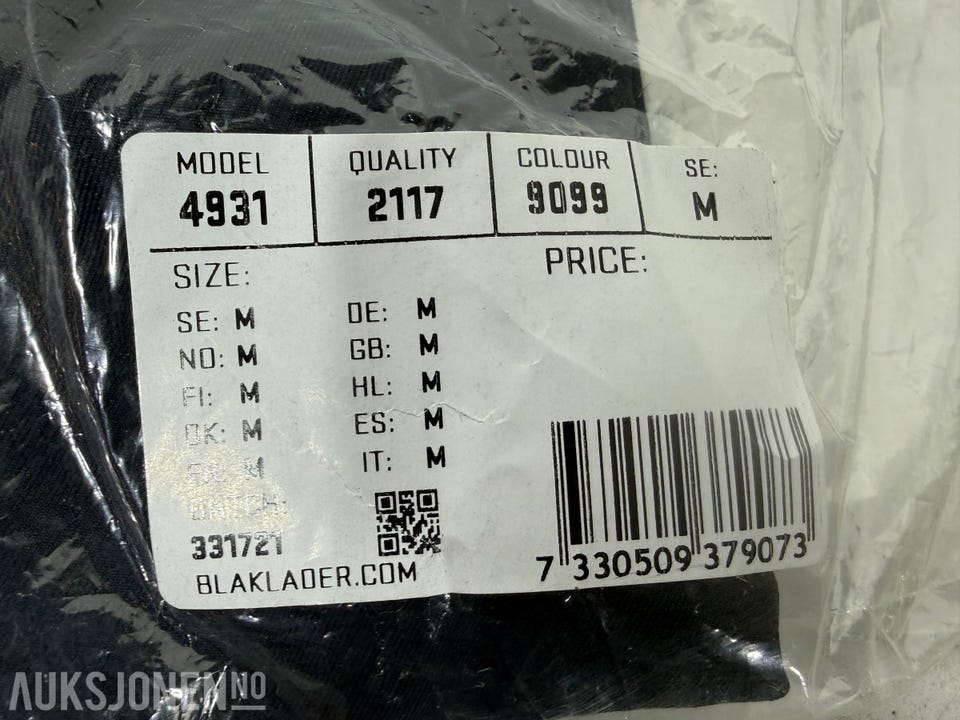 MODEL QUALITY COLOUR SE:
4931 2117 9099 M
SIZE: PRICE:
SE: M DE: M
NO: M GB: M
FI: M HL: M
DK: M ES: M
M IT: M
331721
BLAKLADER.COM
7 330509 379073
AUKSJONEN.NO